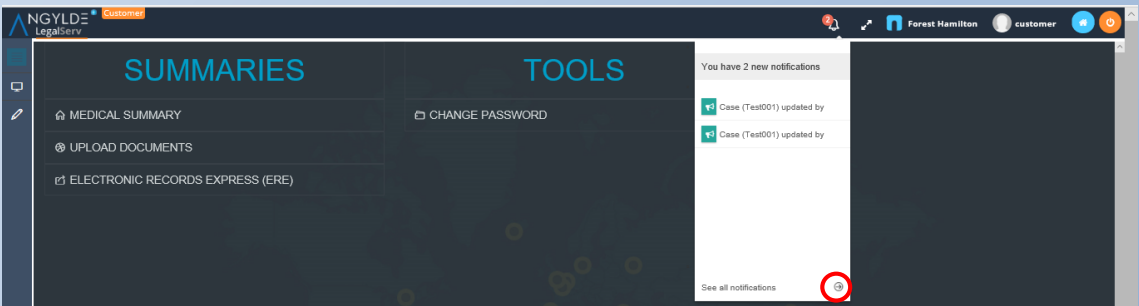 ANGYLDΞ Customer
LegalServ
2
Forest Hamilton
customer
SUMMARIES
MEDICAL SUMMARY
UPLOAD DOCUMENTS
ELECTRONIC RECORDS EXPRESS (ERE)
TOOLS
CHANGE PASSWORD
You have 2 new notifications
Case (Test001) updated by
Case (Test001) updated by
See all notifications